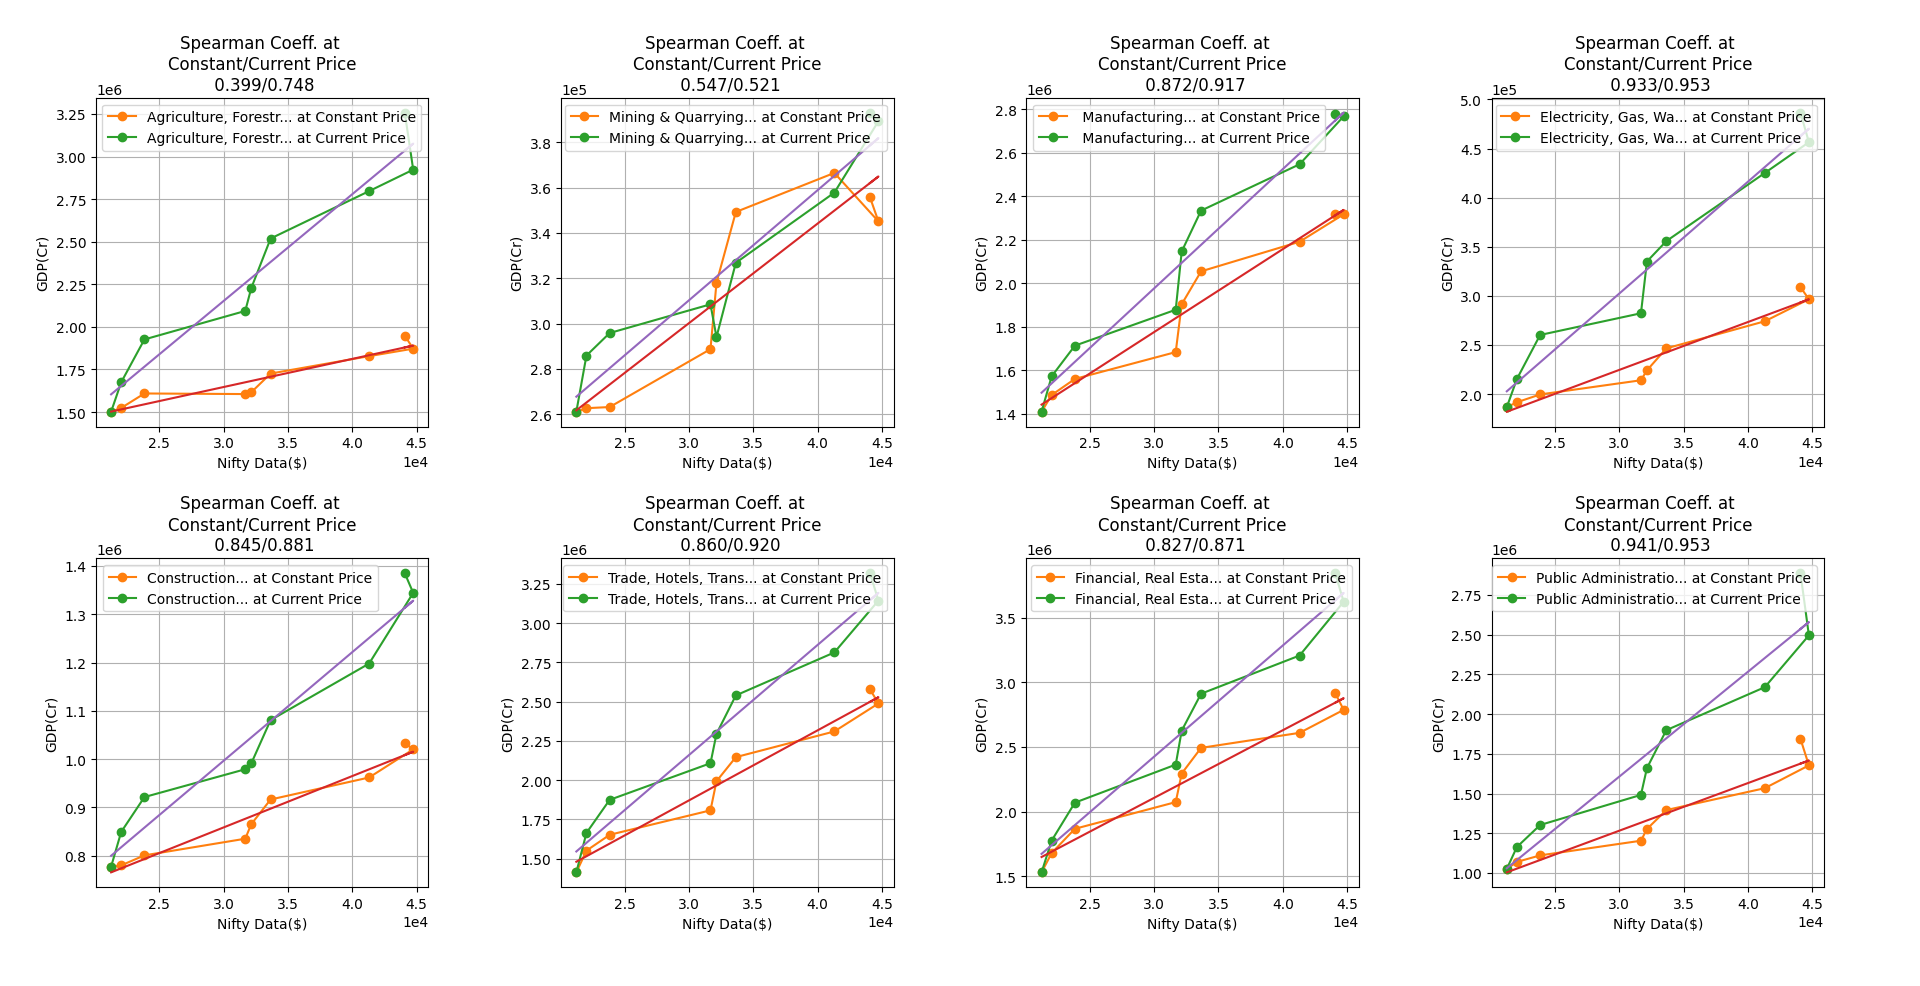 Spearman Coeff. at
Constant/Current Price
0.399/0.748
1e6
Agriculture, Forestr... at Constant Price
Agriculture, Forestr... at Current Price
3.25
3.00
2.75
2.50
2.25
2.00
1.75
1.50
GDP(Cr)
2.5 3.0 3.5 4.0 4.5
1e4
Nifty Data($)
Spearman Coeff. at
Constant/Current Price
0.547/0.521
1e5
Mining & Quarrying... at Constant Price
Mining & Quarrying... at Current Price
3.8
3.6
3.4
3.2
3.0
2.8
2.6
GDP(Cr)
2.5 3.0 3.5 4.0 4.5
1e4
Nifty Data($)
Spearman Coeff. at
Constant/Current Price
0.872/0.917
1e6
Manufacturing... at Constant Price
Manufacturing... at Current Price
2.8
2.6
2.4
2.2
2.0
1.8
1.6
1.4
GDP(Cr)
2.5 3.0 3.5 4.0 4.5
1e4
Nifty Data($)
Spearman Coeff. at
Constant/Current Price
0.933/0.953
1e5
Electricity, Gas, Wa... at Constant Price
Electricity, Gas, Wa... at Current Price
5.0
4.5
4.0
3.5
3.0
2.5
2.0
GDP(Cr)
2.5 3.0 3.5 4.0 4.5
1e4
Nifty Data($)
Spearman Coeff. at
Constant/Current Price
0.845/0.881
1e6
Construction... at Constant Price
Construction... at Current Price
1.4
1.3
1.2
1.1
1.0
0.9
0.8
GDP(Cr)
2.5 3.0 3.5 4.0 4.5
1e4
Nifty Data($)
Spearman Coeff. at
Constant/Current Price
0.860/0.920
1e6
Trade, Hotels, Trans... at Constant Price
Trade, Hotels, Trans... at Current Price
3.25
3.00
2.75
2.50
2.25
2.00
1.75
1.50
GDP(Cr)
2.5 3.0 3.5 4.0 4.5
1e4
Nifty Data($)
Spearman Coeff. at
Constant/Current Price
0.827/0.871
1e6
Financial, Real Esta... at Constant Price
Financial, Real Esta... at Current Price
3.5
3.0
2.5
2.0
1.5
GDP(Cr)
2.5 3.0 3.5 4.0 4.5
1e4
Nifty Data($)
Spearman Coeff. at
Constant/Current Price
0.941/0.953
1e6
Public Administratio... at Constant Price
Public Administratio... at Current Price
2.75
2.50
2.25
2.00
1.75
1.50
1.25
1.00
GDP(Cr)
2.5 3.0 3.5 4.0 4.5
1e4
Nifty Data($)